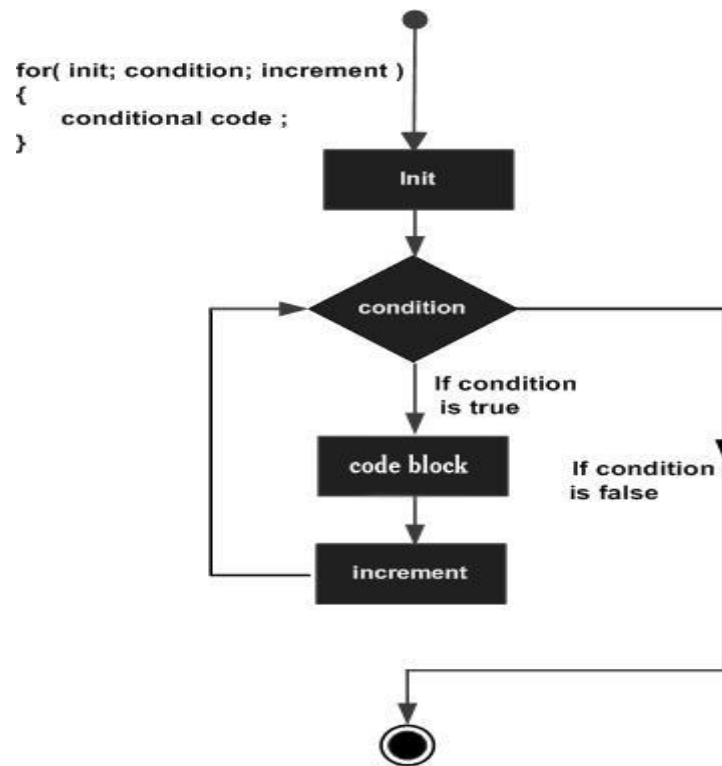 for( init; condition; increment )
{
conditional code ;
}
Init
condition
If condition
is true
code block
If condition
is false
increment